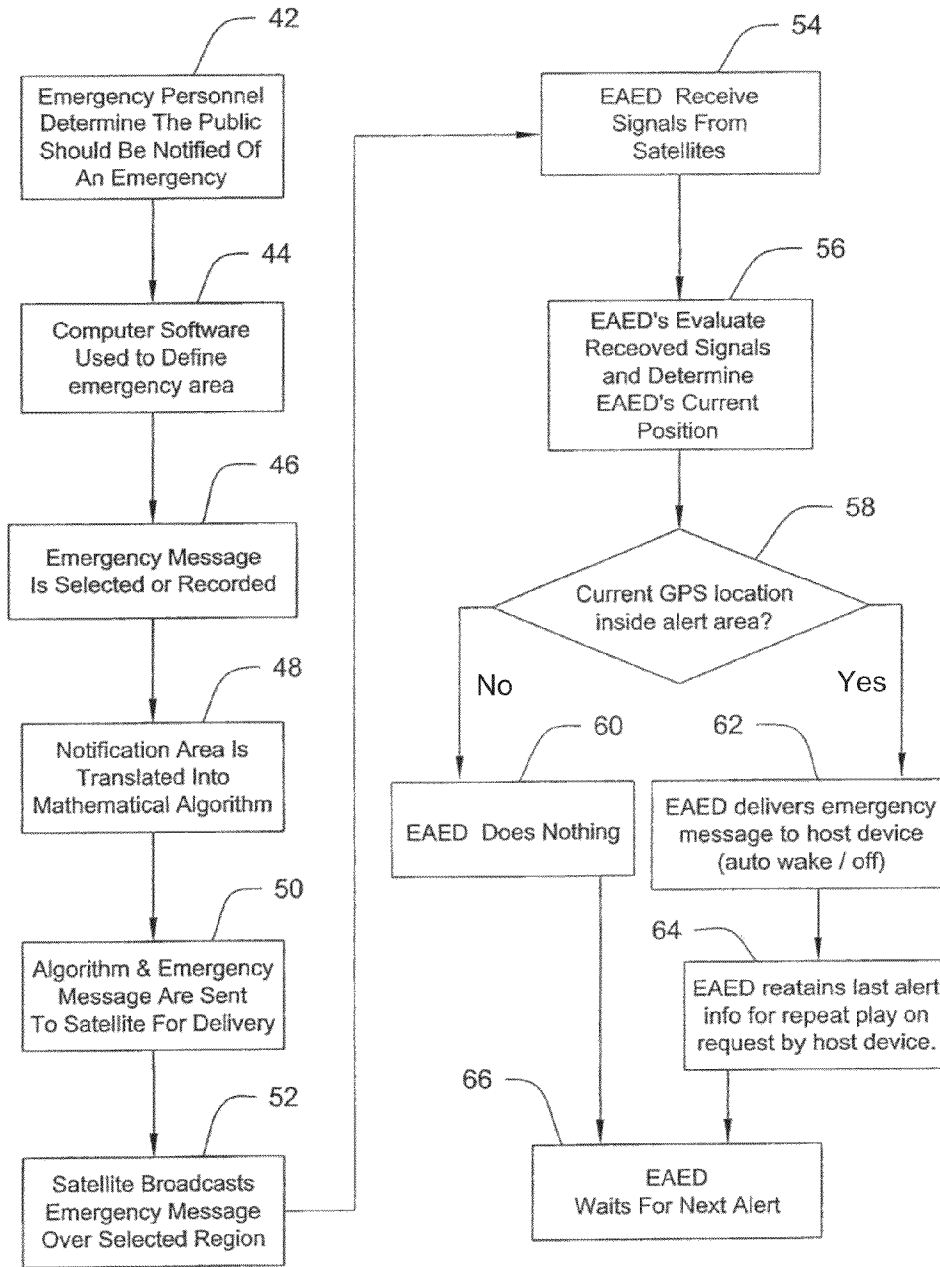 42
Emergency Personnel
Determine The Public
Should Be Notified Of
An Emergency
44
Computer Software
Used to Define
emergency area
46
Emergency Message
Is Selected or Recorded
48
Notification Area Is
Translated Into
Mathematical Algorithm
50
Algorithm & Emergency
Message Are Sent
To Satellite For Delivery
52
Satellite Broadcasts
Emergency Message
Over Selected Region
54
EAED Receive
Signals From
Satellites
56
EAED's Evaluate
Receoved Signals
and Determine
EAED's Current
Position
58
Current GPS location
inside alert area?
No
Yes
60
EAED Does Nothing
62
EAED delivers emergency
message to host device
(auto wake / off)
64
EAED reatains last alert
info for repeat play on
request by host device.
66
EAED
Waits For Next Alert